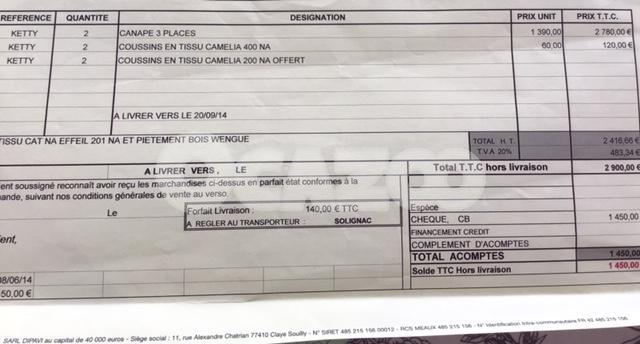 REFERENCE QUANTITE DESIGNATION PRIX UNIT PRIX T.T.C.
KETTY 2 CANAPE 3 PLACES 1 390,00 2 780,00 €
KETTY 2 COUSSINS EN TISSU CAMELIA 400 NA 60,00 120,00 €
KETTY 2 COUSSINS EN TISSU CAMELIA 200 NA OFFERT
A LIVRER VERS LE 20/09/14
TISSU CAT NA EFFEIL 201 NA ET PIETEMENT BOIS WENGUE
TOTAL H.T. 2 416,66 €
T.V.A 20% 483,34 €
A LIVRER VERS, LE Total T.T.C hors livraison 2 900,00 €
ent soussigné reconnaît avoir reçu les marchandises ci-dessus en parfait état conformes à la
ande, suivant nos conditions générales de vente au verso.
Le Forfait Livraison : 140,00 € TTC
A REGLER AU TRANSPORTEUR : SOLIGNAC
Espèce
CHEQUE, CB 1 450,00
FINANCEMENT CREDIT
ent,
COMPLEMENT D'ACOMPTES
TOTAL ACOMPTES 1 450,00
Solde TTC Hors livraison 1 450,00
08/06/14
50,00 €
SARL DIPAVI au capital de 40 000 euros - Siège social : 11, rue Alexandre Chatrian 77410 Claye Souilly - N° SIRET 485 215 156 00012 - RCS MEAUX 485 215 156 - N° Identification Intra-communautaire FR 42 485 215 156